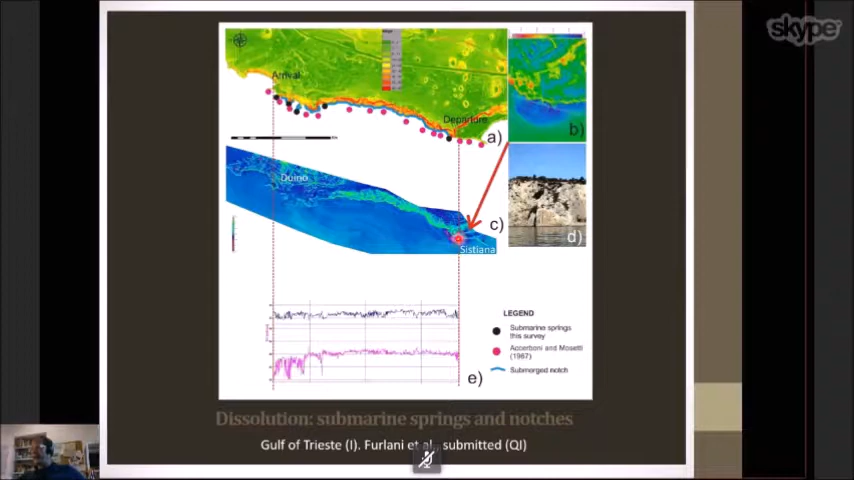 skype
Arrival
Departure
a)
b)
Duino
c)
d)
Sistiana
LEGEND
Submarine springs
this survey
Accerboni and Mosetti
(1967)
Submerged notch
e)
Dissolution: submarine springs and notches
Gulf of Trieste (I). Furlani et al., submitted (QI)